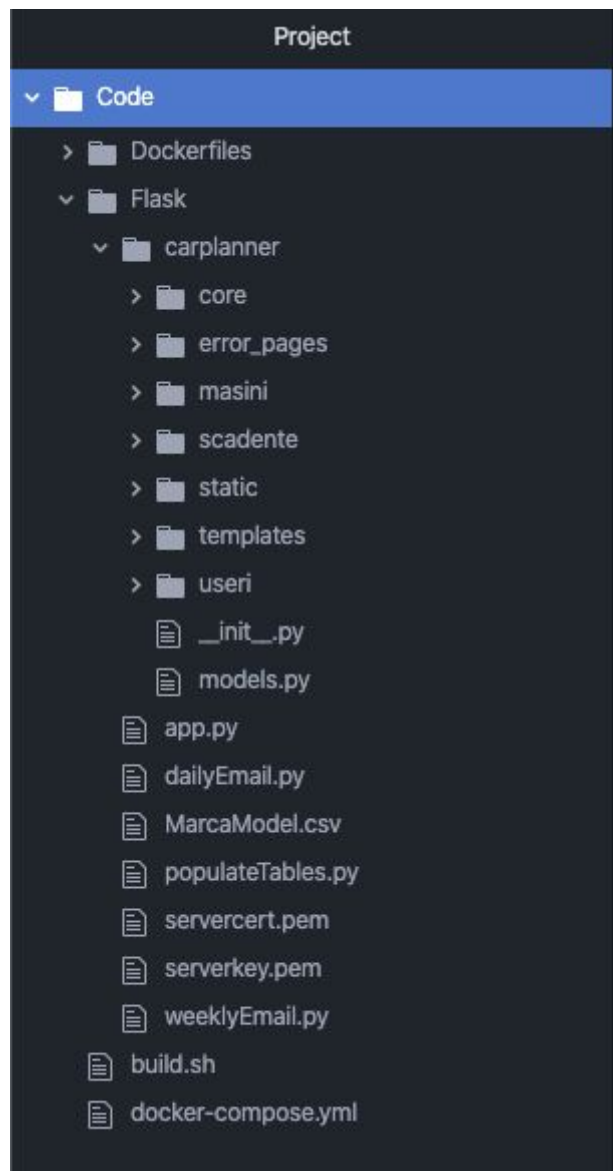 Project
Code
Dockerfiles
Flask
carplanner
core
error_pages
masini
scadente
static
templates
useri
__init__.py
models.py
app.py
dailyEmail.py
MarcaModel.csv
populateTables.py
servercert.pem
serverkey.pem
weeklyEmail.py
build.sh
docker-compose.yml